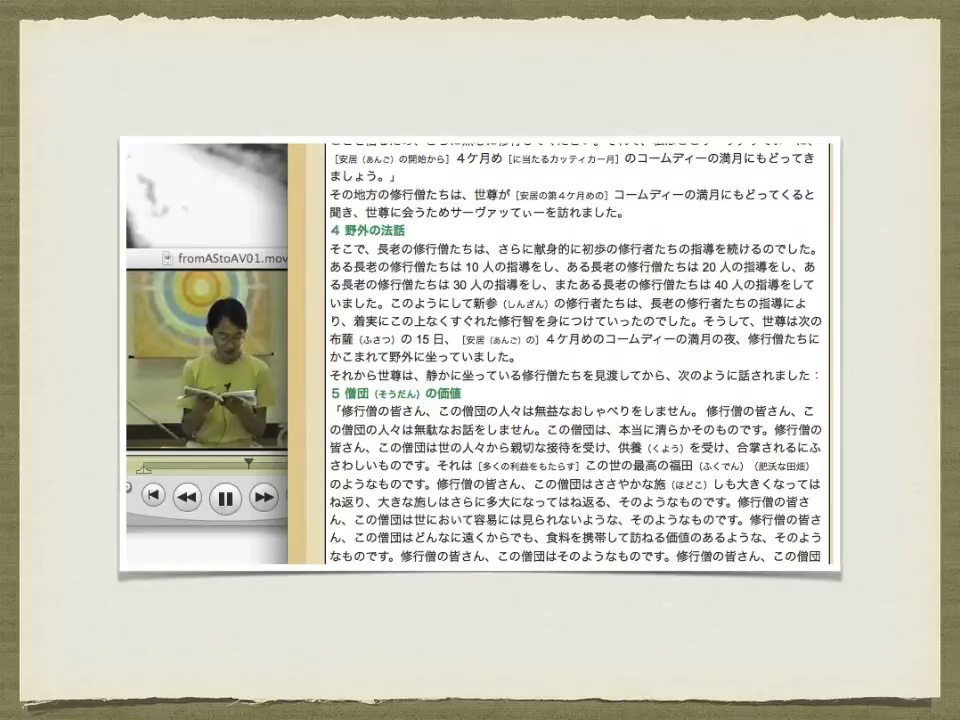 fromAStoAV01.mov
［安居（あんご）の開始から］４ケ月め［に当たるカッティカー月］のコームディーの満月にもどってき
ましょう。」
その地方の修行僧たちは、世尊が［安居の第４ケ月めの］コームディーの満月にもどってくると
聞き、世尊に会うためサーヴァッてぃーを訪れました。
４ 野外の法話
そこで、長老の修行僧たちは、さらに献身的に初歩の修行者たちの指導を続けるのでした。
ある長老の修行僧たちは 10 人の指導をし、ある長老の修行僧たちは 20 人の指導をし、あ
る長老の修行僧たちは 30 人の指導をし、またある長老の修行僧たちは 40 人の指導をして
いました。このようにして新参（しんざん）の修行者たちは、長老の修行者たちの指導によ
り、着実にこの上なくすぐれた修行智を身につけていったのでした。そうして、世尊は次の
布薩（ふさつ）の 15 日、［安居（あんご）の］４ケ月めのコームディーの満月の夜、修行僧たちに
かこまれて野外に坐っていました。
それから世尊は、静かに坐っている修行僧たちを見渡してから、次のように話されました：
５ 僧団（そうだん）の価値
「修行僧の皆さん、この僧団の人々は無益なおしゃべりをしません。 修行僧の皆さん、こ
の僧団の人々は無駄なお話をしません。この僧団は、本当に清らかそのものです。修行僧の
皆さん、この僧団は世の人々から親切な接待を受け、供養（くよう）を受け、合掌されるにふ
さわしいものです。それは［多くの利益をもたらす］この世の最高の福田（ふくでん）（肥沃な田畑）
のようなものです。修行僧の皆さん、この僧団はささやかな施（ほどこ）しも大きくなっては
ね返り、大きな施しはさらに多大になってはね返る、そのようなものです。修行僧の皆さ
ん、この僧団は世において容易には見られないような、そのようなものです。修行僧の皆さ
ん、この僧団はどんなに遠くからでも、食料を携帯して訪ねる価値のあるような、そのよう
なものです。修行僧の皆さん、この僧団はそのようなものです。修行僧の皆さん、この僧団